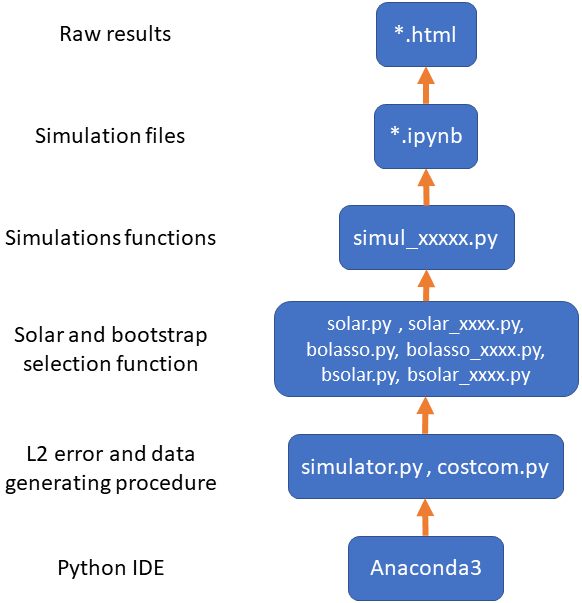 Raw results
*.html
Simulation files
*.ipynb
Simulations functions
simul_xxxxx.py
Solar and bootstrap
selection function
solar.py , solar_xxxx.py,
bolasso.py, bolasso_xxxx.py,
bsolar.py, bsolar_xxxx.py
L2 error and data
generating procedure
simulator.py , costcom.py
Python IDE
Anaconda3